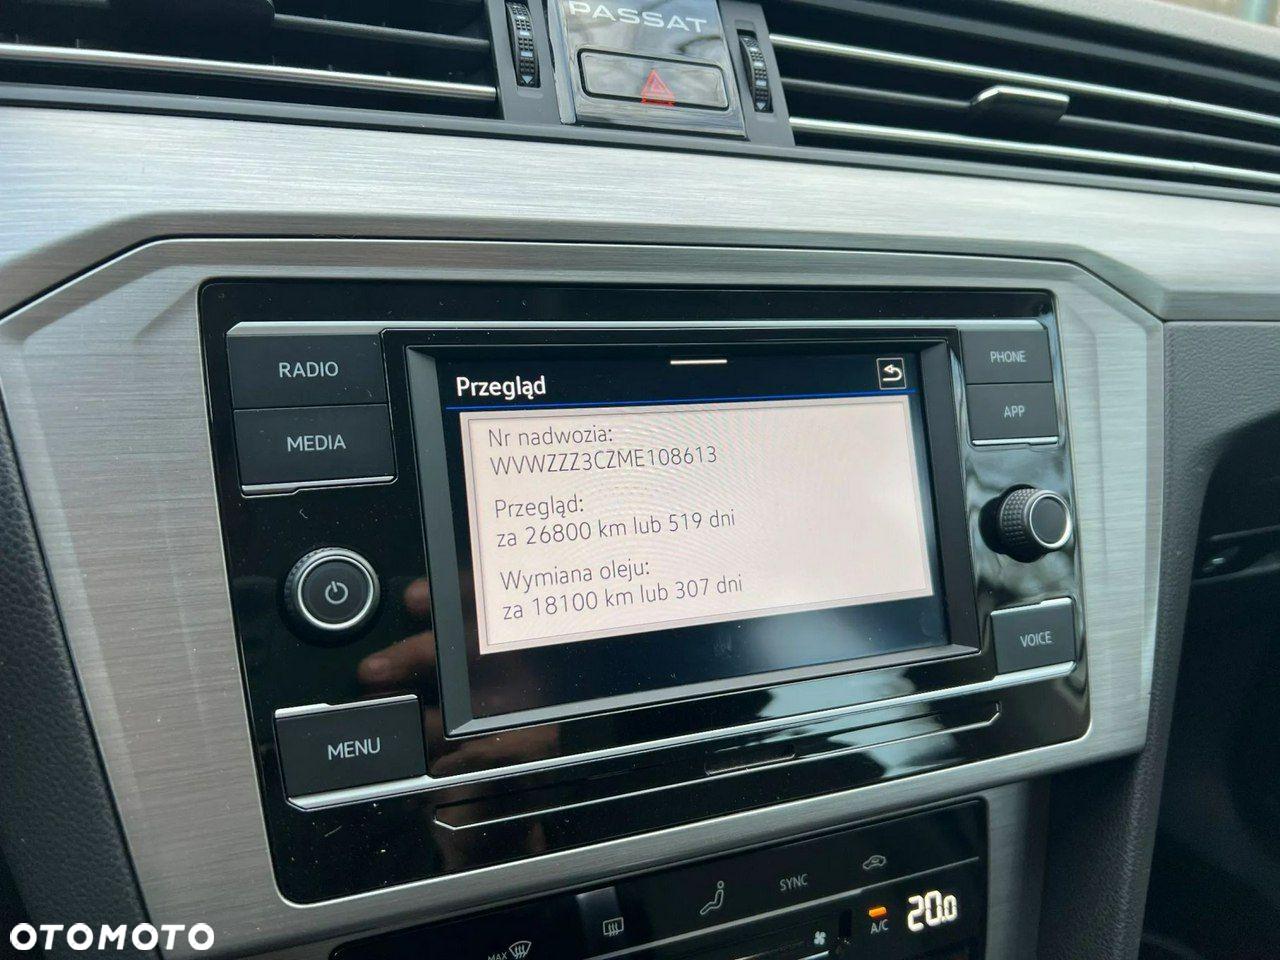 PASSAT
RADIO
MEDIA
MENU
PHONE
APP
VOICE
Przegląd
Nr nadwozia:
WVWZZZ3CZME108613
Przegląd:
za 26800 km lub 519 dni
Wymiana oleju:
za 18100 km lub 307 dni
SYNC
MAX
A/C
20.0
OTOMOTO